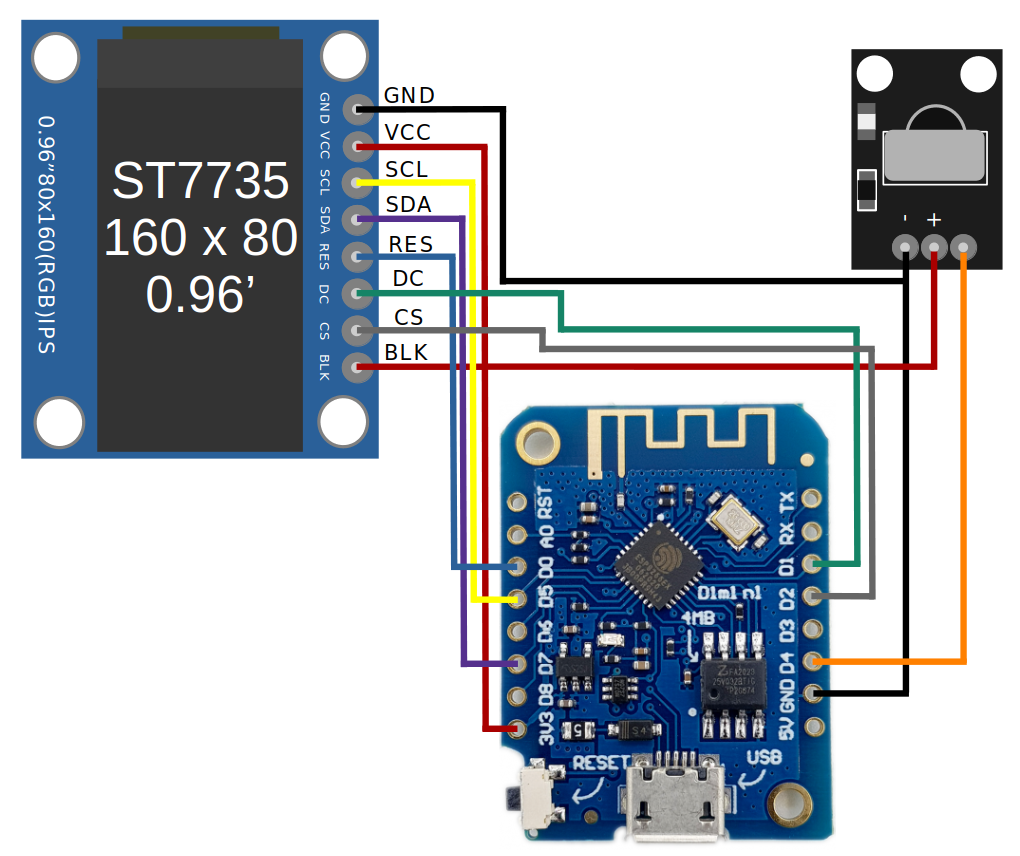 GND
VCC
SCL
SDA
RES
DC
CS
BLK
GND
VCC
SCL
SDA
RES
DC
CS
BLK
0.96”80x160(RGB)IPS
ST7735
160 x 80
0.96’
- +
RST
A0
D0
D5
D6
D7
D8
3V3
TX
RX
D1
D2
D3
D4
GND
5V
D1mini
4MB
RESET
USB